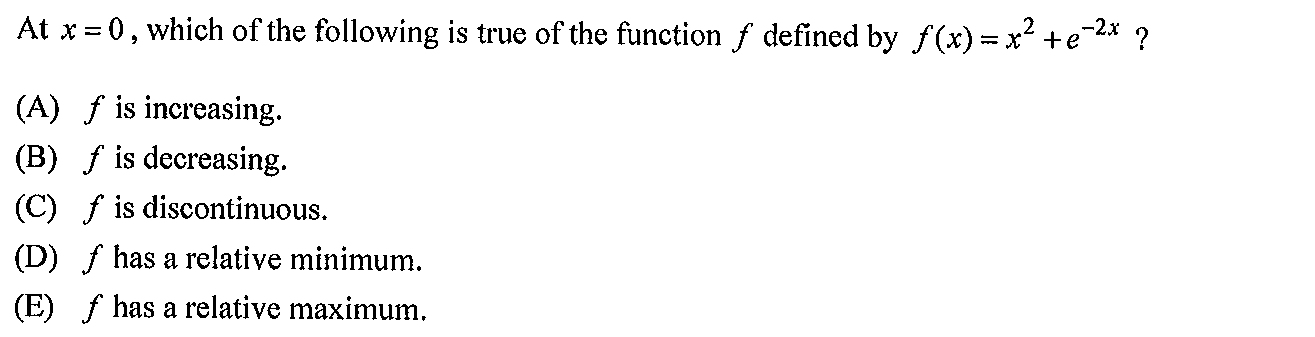 At x = 0, which of the following is true of the function f defined by f(x) = x² + e⁻²ˣ ?
(A) f is increasing.
(B) f is decreasing.
(C) f is discontinuous.
(D) f has a relative minimum.
(E) f has a relative maximum.